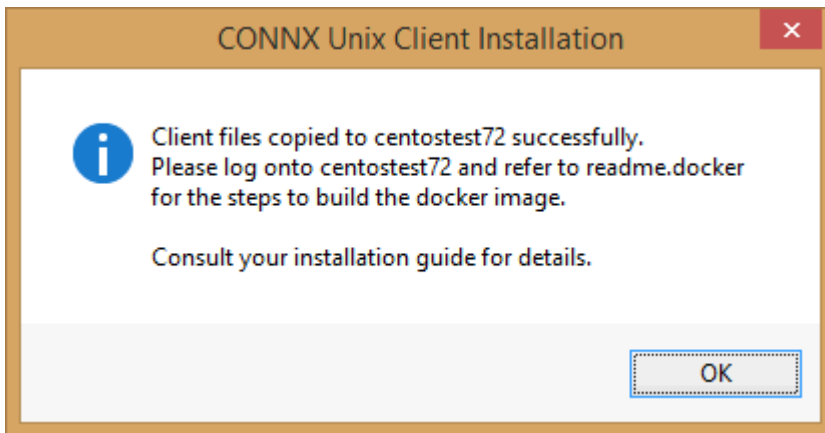 CONNX Unix Client Installation
Client files copied to centostest72 successfully.
Please log onto centostest72 and refer to readme.docker
for the steps to build the docker image.
Consult your installation guide for details.
OK